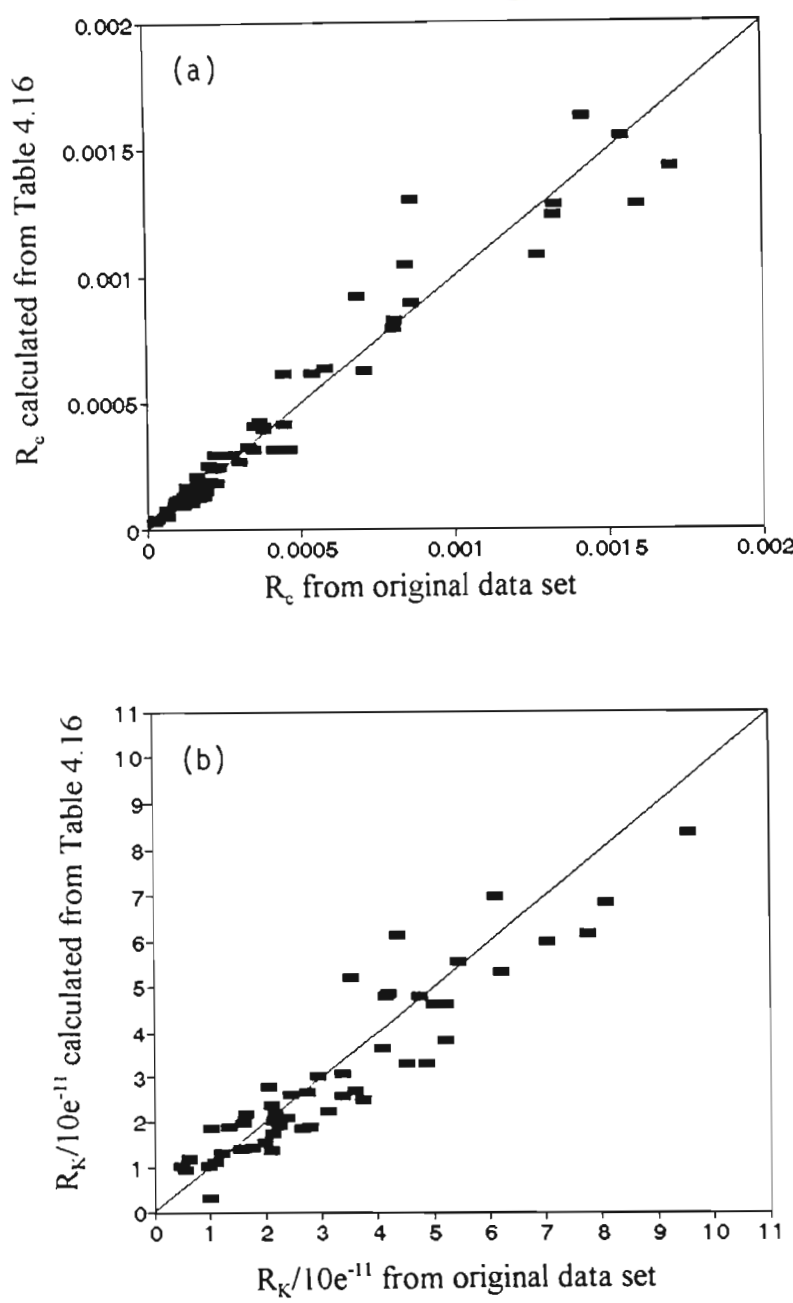 (a)
R_c calculated from Table 4.16
0.002
0.0015
0.001
0.0005
0
0 0.0005 0.001 0.0015 0.002
R_c from original data set
(b)
R_K/10e^-11 calculated from Table 4.16
11
10
9
8
7
6
5
4
3
2
1
0
0 1 2 3 4 5 6 7 8 9 10 11
R_K/10e^-11 from original data set